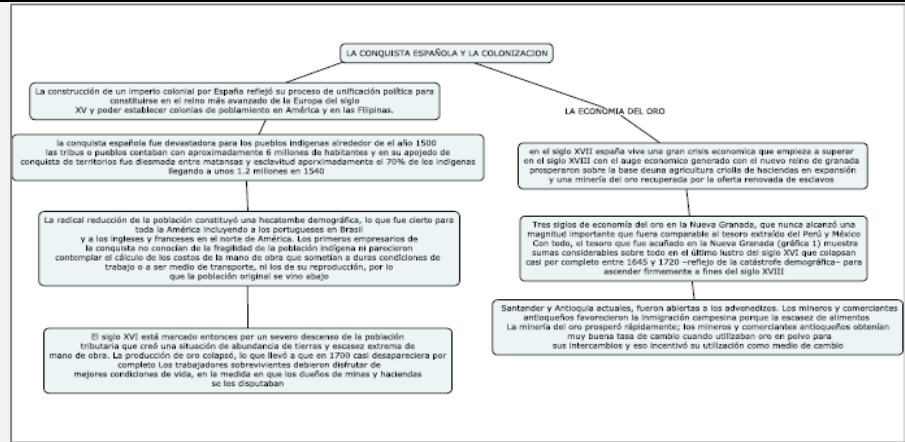 LA CONQUISTA ESPAÑOLA Y LA COLONIZACION
La construcción de un imperio colonial por España reflejó su proceso de unificación política para
constituirse en el reino más avanzado de la Europa del siglo
XV y poder establecer colonias de poblamiento en América y en las Filipinas.
la conquista española fue devastadora para los pueblos indigenas alrededor de el año 1500
las tribus o pueblos contaban con aproximadamente 6 millones de habitantes y en su apojedo de
conquista de territorios fue diesmada entre matansas y esclavitud aporximadamente el 70% de los indigenas
llegando a unos 1.2 millones en 1540
La radical reducción de la población constituyó una hecatombe demográfica, lo que fue cierto para
toda la América incluyendo a los portugueses en Brasil
y a los ingleses y franceses en el norte de América. Los primeros empresarios de
la conquista no conocían de la fragilidad de la población indígena ni parecieron
contemplar el cálculo de los costos de la mano de obra que sometían a duras condiciones de
trabajo o a ser medio de transporte, ni los de su reproducción, por lo
que la población original se vino abajo
El siglo XVI está marcado entonces por un severo descenso de la población
tributaria que creó una situación de abundancia de tierras y escasez extrema de
mano de obra. La producción de oro colapsó, lo que llevó a que en 1700 casi desapareciera por
completo Los trabajadores sobrevivientes debieron disfrutar de
mejores condiciones de vida, en la medida en que los dueños de minas y haciendas
se los disputaban
LA ECONOMIA DEL ORO
en el siglo XVII españa vive una gran crisis economica que empieza a superar
en el siglo XVIII con el auge economico generado con el nuevo reino de granada
prosperaron sobre la base deuna agricultura criolla de haciendas en expansión
y una minería del oro recuperada por la oferta renovada de esclavos
Tres siglos de economía del oro en la Nueva Granada, que nunca alcanzó una
magnitud importante que fuera comparable al tesoro extraído del Perú y México
Con todo, el tesoro que fue acuñado en la Nueva Granada (gráfica 1) muestra
sumas considerables sobre todo en el último lustro del siglo XVI que colapsan
casi por completo entre 1645 y 1720 –reflejo de la catástrofe demográfica– para
ascender firmemente a fines del siglo XVIII
Santander y Antioquia actuales, fueron abiertas a los advenedizos. Los mineros y comerciantes
antioqueños favorecieron la inmigración campesina porque la escasez de alimentos
La minería del oro prosperó rápidamente; los mineros y comerciantes antioqueños obtenían
muy buena tasa de cambio cuando utilizaban oro en polvo para
sus intercambios y eso incentivó su utilización como medio de cambio